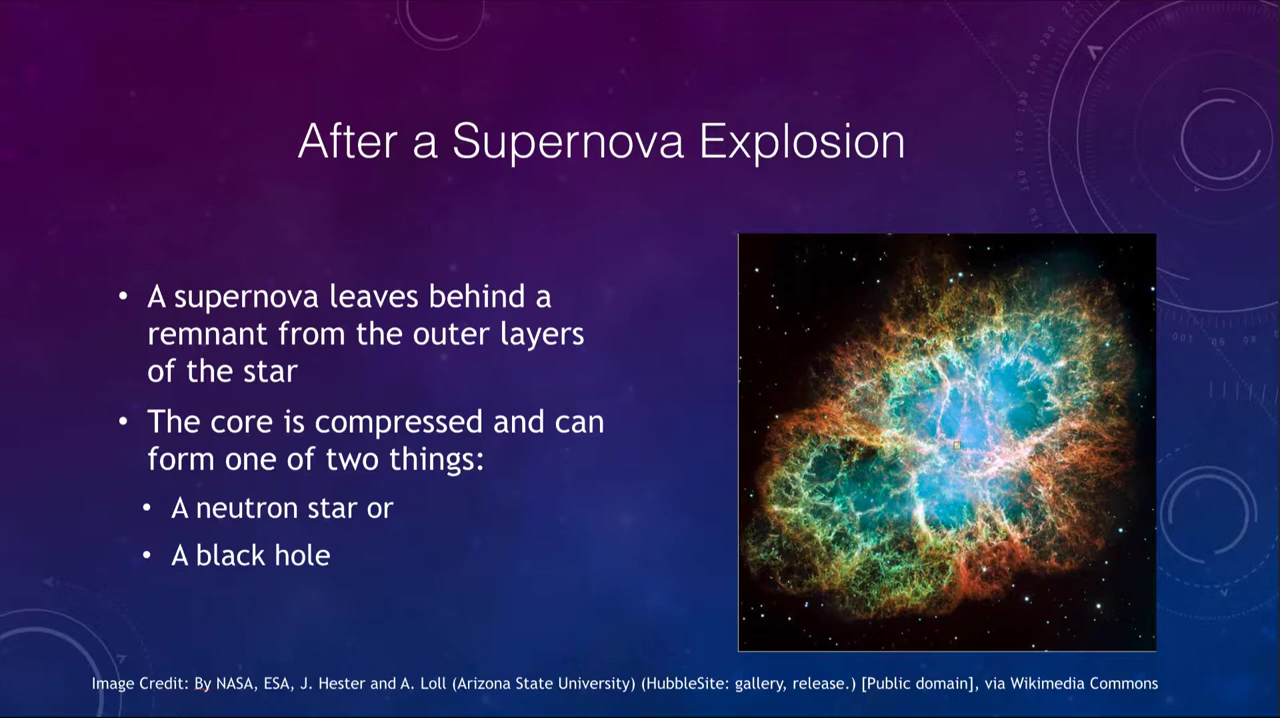 After a Supernova Explosion
• A supernova leaves behind a
remnant from the outer layers
of the star
• The core is compressed and can
form one of two things:
• A neutron star or
• A black hole
Image Credit: By NASA, ESA, J. Hester and A. Loll (Arizona State University) (HubbleSite: gallery, release.) [Public domain], via Wikimedia Commons